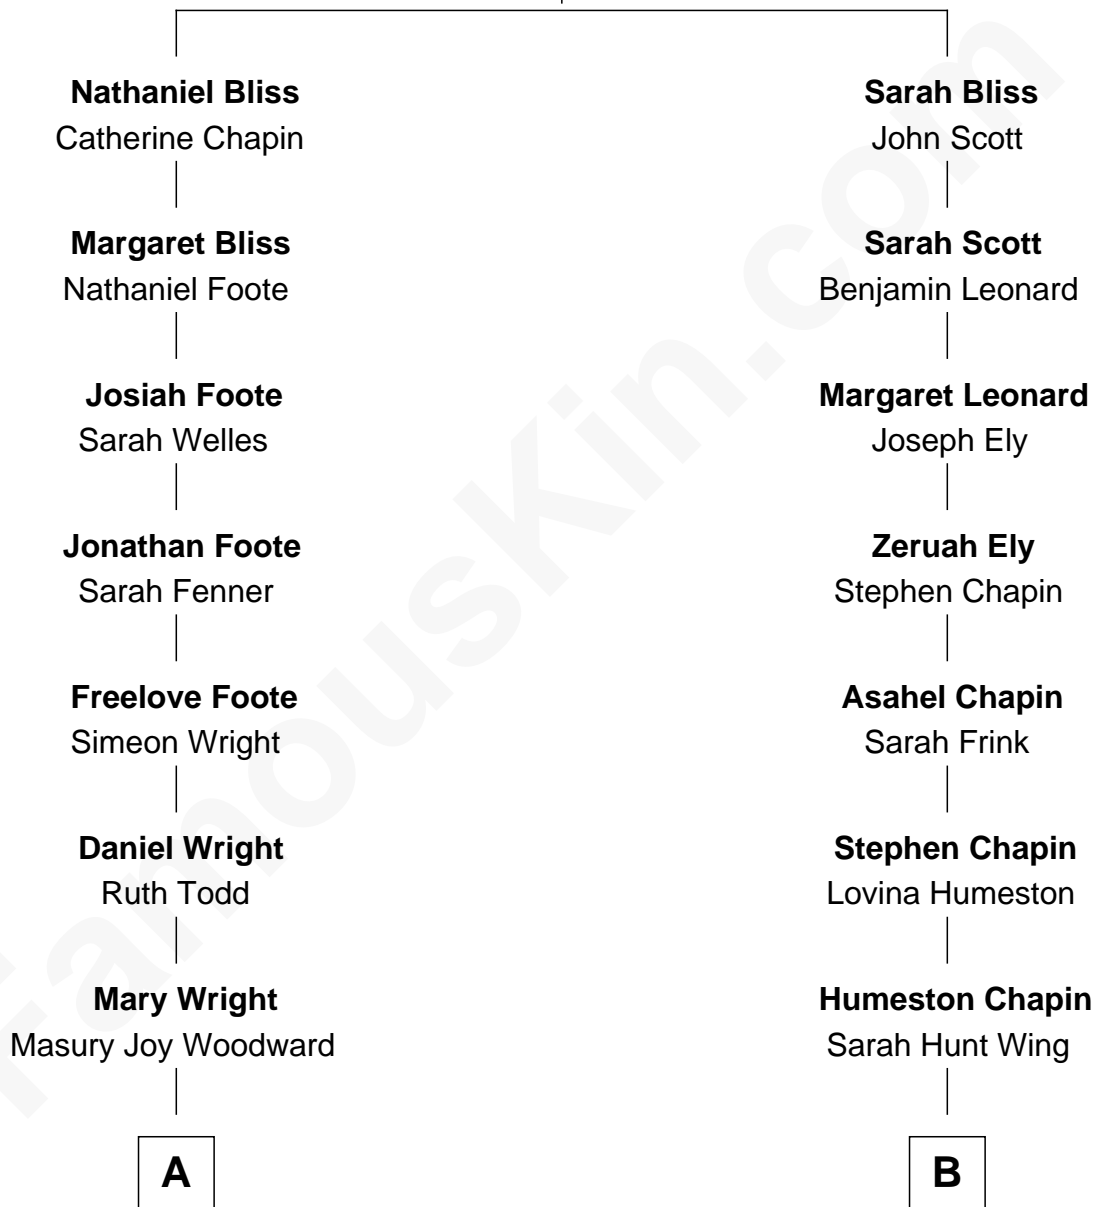 Nathaniel Bliss
Catherine Chapin
Margaret Bliss
Nathaniel Foote
Josiah Foote
Sarah Welles
Jonathan Foote
Sarah Fenner
Freelove Foote
Simeon Wright
Daniel Wright
Ruth Todd
Mary Wright
Masury Joy Woodward
A
Sarah Bliss
John Scott
Sarah Scott
Benjamin Leonard
Margaret Leonard
Joseph Ely
Zeruah Ely
Stephen Chapin
Asahel Chapin
Sarah Frink
Stephen Chapin
Lovina Humeston
Humeston Chapin
Sarah Hunt Wing
B
FamousKin.com